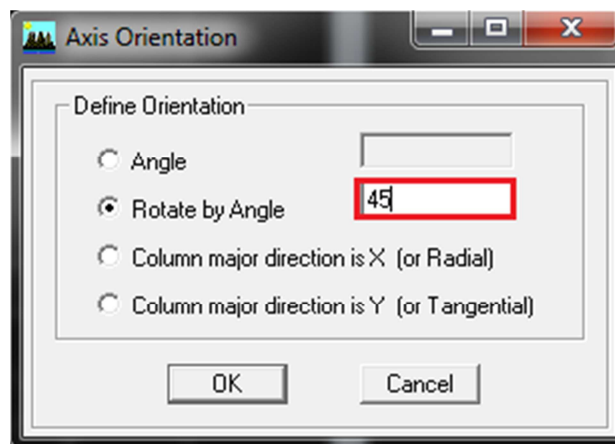 Axis Orientation
Define Orientation
Angle
Rotate by Angle 45
Column major direction is X (or Radial)
Column major direction is Y (or Tangential)
OK Cancel